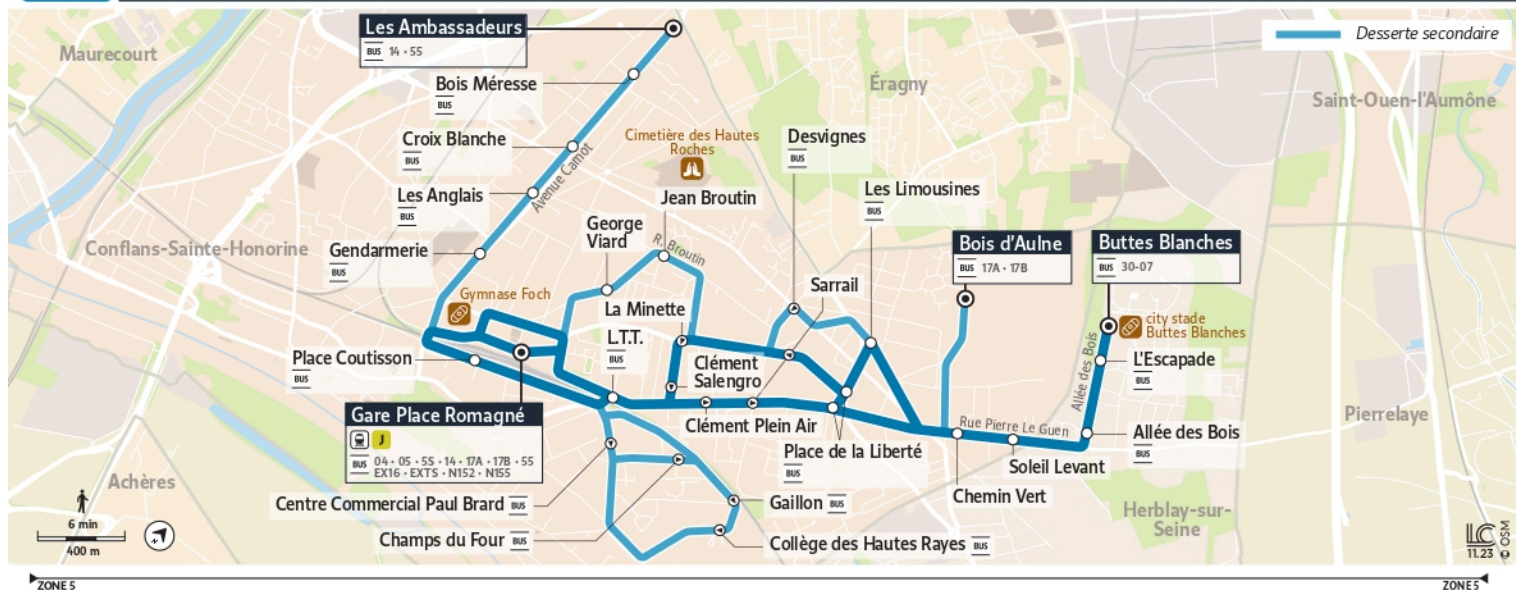 Les Ambassadeurs
BUS 14 • 55
Desserte secondaire
Maurecourt
Bois Méresse
BUS
Éragny
Saint-Ouen-l'Aumône
Croix Blanche
BUS
Cimetière des Hautes
Roches
Desvignes
BUS
Avenue Carnot
Les Anglais
BUS
Jean Broutin
Les Limousines
BUS
George
Viard
R. Broutin
Conflans-Sainte-Honorine
Gendarmerie
BUS
Bois d'Aulne
BUS 17A • 17B
Buttes Blanches
BUS 30-07
Gymnase Foch
Sarrail
La Minette
city stade
Buttes Blanches
L.T.T.
BUS
Place Coutisson
BUS
Clément
Salengro
Allée des Bois
L'Escapade
BUS
Gare Place Romagné
J
BUS 04 • 05 • 5S • 14 • 17A • 17B • 55
EX16 • EXTS • N152 • N155
Clément Plein Air
Rue Pierre Le Guen
Pierrelaye
Allée des Bois
BUS
Place de la Liberté
BUS
Soleil Levant
Achères
Centre Commercial Paul Brard BUS
Gaillon BUS
Chemin Vert
Herblay-sur-
Seine
6 min
400 m
Champs du Four BUS
Collège des Hautes Rayes BUS
LC
11.23
© OSM
ZONE 5
ZONE 5